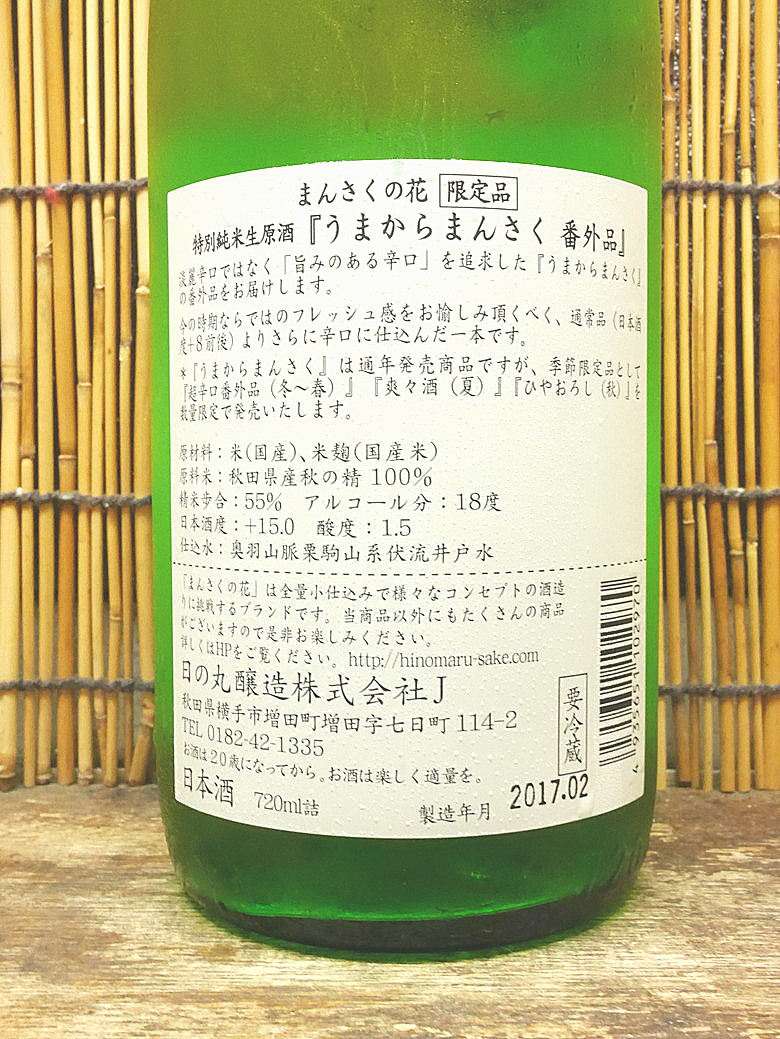 まんさくの花 限定品
特別純米生原酒『うまからまんさく 番外品』
淡麗辛口ではなく「旨みのある辛口」を追求した『うまからまんさく』
の番外品をお届けします。
今の時期ならではのフレッシュ感をお愉しみ頂くべく、通常品(日本酒
度+8前後)よりさらに辛口に仕込んだ一本です。
*『うまからまんさく』は通年発売商品ですが、季節限定品として
『超辛口番外品(冬〜春)』『爽々酒(夏)』『ひやおろし(秋)』を
数量限定で発売いたします。
原材料:米(国産)、米麹(国産米)
原料米:秋田県産秋の精 100%
精米歩合:55% アルコール分:18度
日本酒度:+15.0 酸度:1.5
仕込水:奥羽山脈栗駒山系伏流井戸水
「まんさくの花」は全量小仕込みで様々なコンセプトの酒造
りに挑戦するブランドです。当商品以外にもたくさんの商品
がございますので是非お楽しみください。
詳しくはHPをご覧ください。http://hinomaru-sake.com
日の丸醸造株式会社J
秋田県横手市増田町増田字七日町114-2
TEL 0182-42-1335
お酒は20歳になってから。お酒は楽しく適量を。
日本酒 720ml詰
製造年月 2017.02
要冷蔵
4 935651 102970